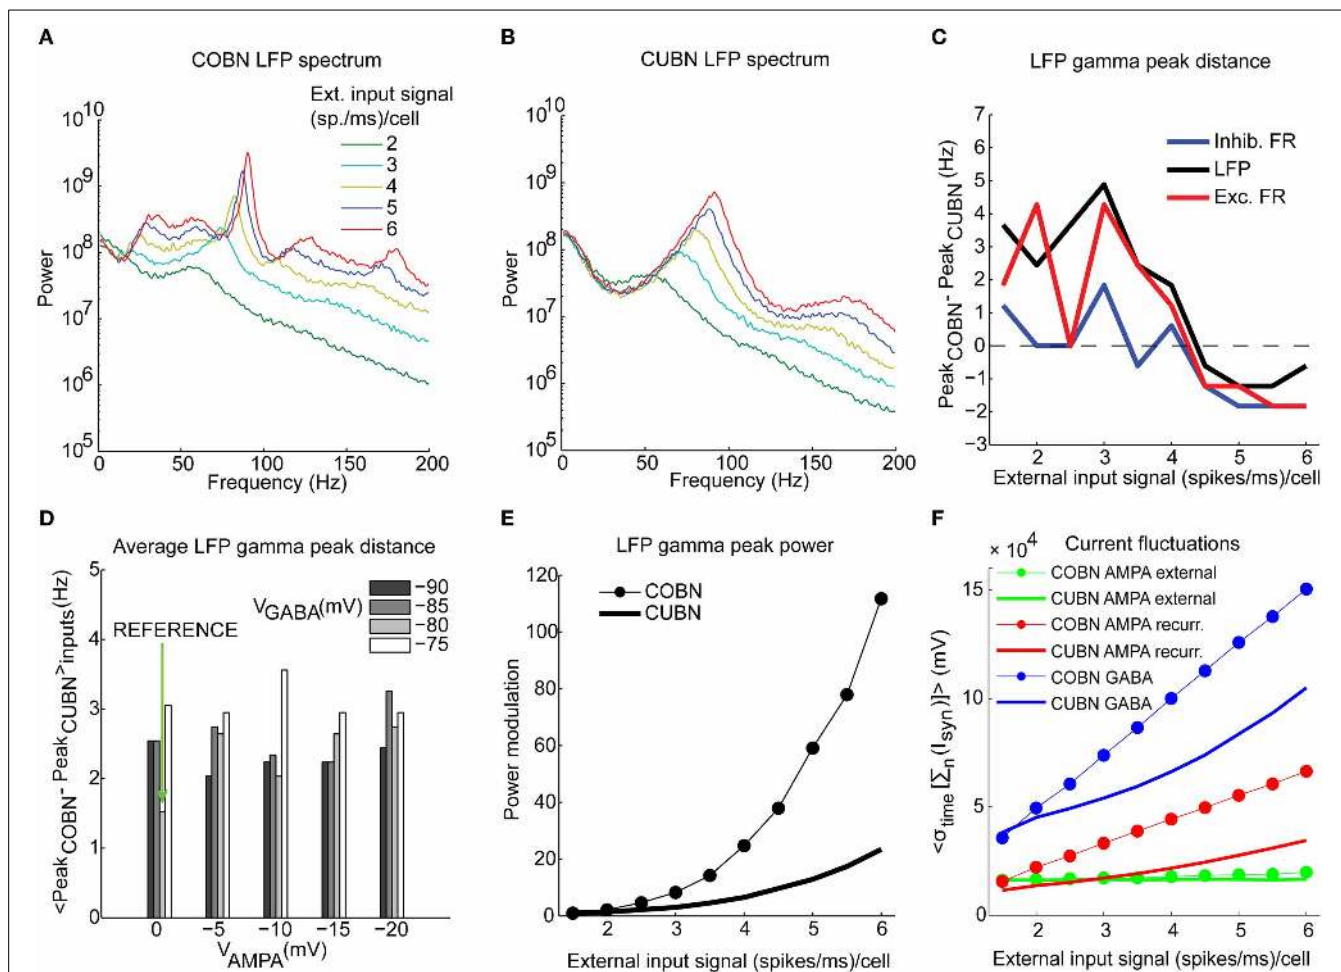 A
COBN LFP spectrum
Ext. input signal
(sp./ms)/cell
2
3
4
5
6
10^10
10^9
10^8
10^7
10^6
10^5
Power
0
50
100
150
200
Frequency (Hz)
B
CUBN LFP spectrum
10^10
10^9
10^8
10^7
10^6
10^5
Power
0
50
100
150
200
Frequency (Hz)
C
LFP gamma peak distance
Inhib. FR
LFP
Exc. FR
7
6
5
4
3
2
1
0
−1
−2
−3
Peak_COBN − Peak_CUBN (Hz)
2
3
4
5
6
External input signal (spikes/ms)/cell
D
Average LFP gamma peak distance
V_GABA (mV)
−90
−85
−80
−75
REFERENCE
5
4
3
2
1
0
<Peak_COBN − Peak_CUBN>inputs (Hz)
0
−5
−10
−15
−20
V_AMPA (mV)
E
LFP gamma peak power
COBN
CUBN
120
100
80
60
40
20
0
Power modulation
2
3
4
5
6
External input signal (spikes/ms)/cell
F
× 10^4
Current fluctuations
COBN AMPA external
CUBN AMPA external
COBN AMPA recurr.
CUBN AMPA recurr.
COBN GABA
CUBN GABA
15
10
5
0
<σ_time [Σ_n (I_syn)]> (mV)
2
3
4
5
6
External input signal (spikes/ms)/cell